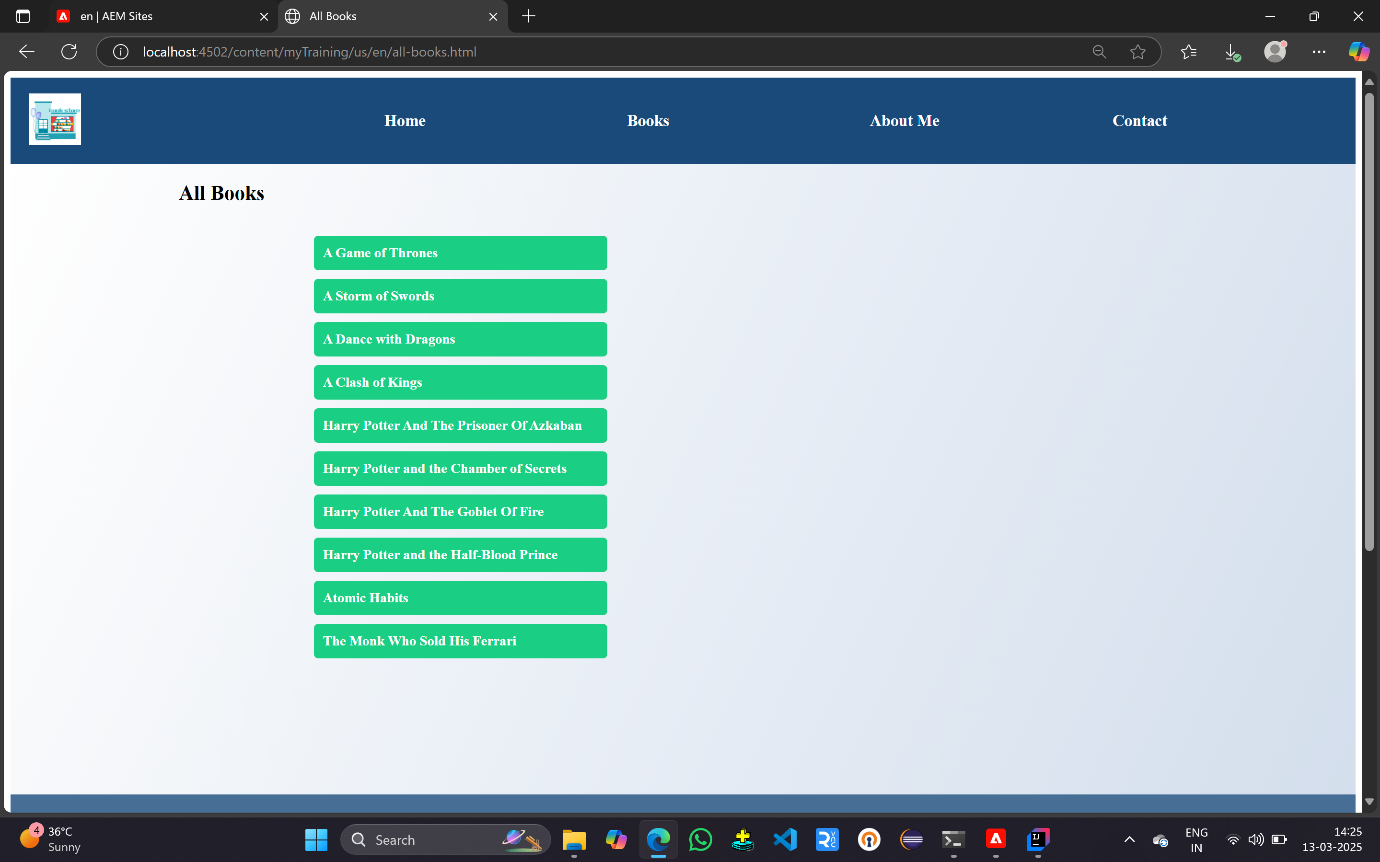 en | AEM Sites
All Books
localhost:4502/content/myTraining/us/en/all-books.html
Home
Books
About Me
Contact
All Books
A Game of Thrones
A Storm of Swords
A Dance with Dragons
A Clash of Kings
Harry Potter And The Prisoner Of Azkaban
Harry Potter and the Chamber of Secrets
Harry Potter And The Goblet Of Fire
Harry Potter and the Half-Blood Prince
Atomic Habits
The Monk Who Sold His Ferrari
4
36°C
Sunny
Search
ENG
IN
14:25
13-03-2025